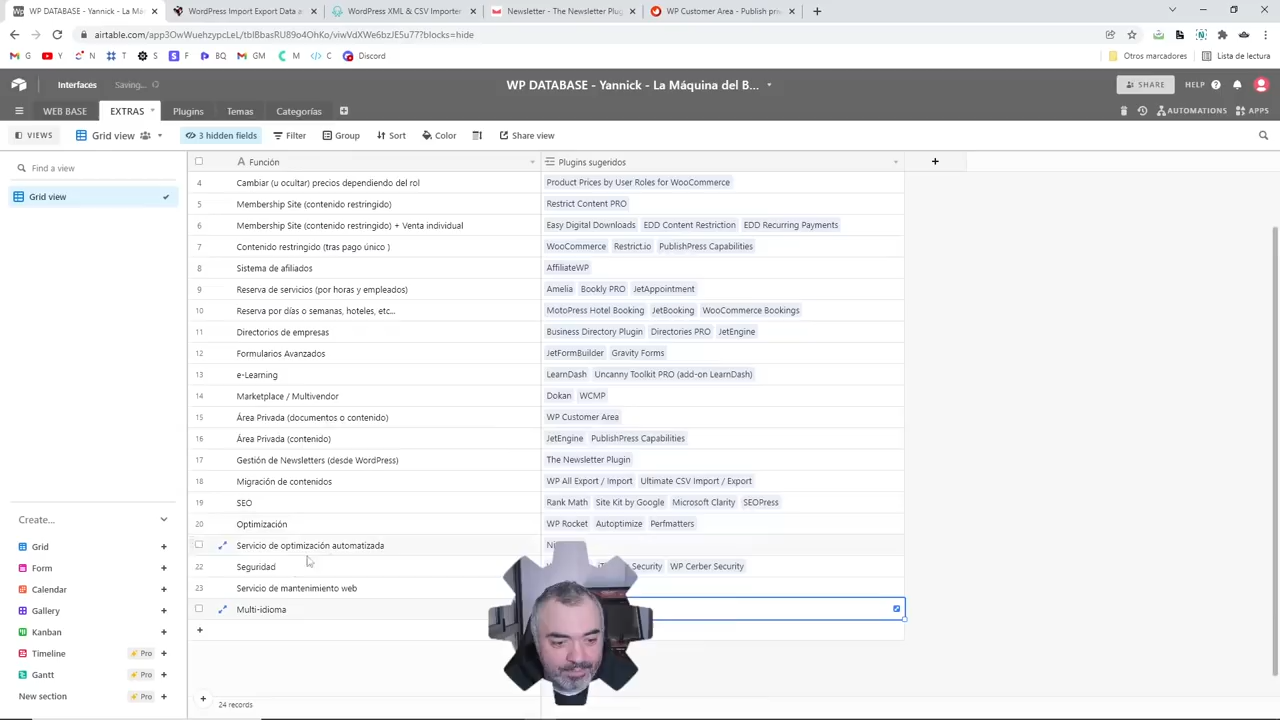 WP DATABASE - Yannick - La Má
WordPress Import Export Data a
WordPress XML & CSV Importer
Newsletter - The Newsletter Plug
WP Customer Area - Publish pri
airtable.com/app3OwWuehzypcLeL/tblBbasRU89o4OhKo/viwVdXWe6bzJE5u77?blocks=hide
G
Y
N
T
S
F
BQ
GM
M
C
Discord
Otros marcadores
Lista de lectura
Interfaces
Saving...
WP DATABASE - Yannick - La Máquina del B...
SHARE
HELP
WEB BASE
EXTRAS
Plugins
Temas
Categorías
AUTOMATIONS
APPS
VIEWS
Grid view
3 hidden fields
Filter
Group
Sort
Color
Share view
Find a view
Grid view
Función
Plugins sugeridos
4 Cambiar (u ocultar) precios dependiendo del rol Product Prices by User Roles for WooCommerce
5 Membership Site (contenido restringido) Restrict Content PRO
6 Membership Site (contenido restringido) + Venta individual Easy Digital Downloads EDD Content Restriction EDD Recurring Payments
7 Contenido restringido (tras pago único ) WooCommerce Restrict.io PublishPress Capabilities
8 Sistema de afiliados AffiliateWP
9 Reserva de servicios (por horas y empleados) Amelia Bookly PRO JetAppointment
10 Reserva por días o semanas, hoteles, etc... MotoPress Hotel Booking JetBooking WooCommerce Bookings
11 Directorios de empresas Business Directory Plugin Directories PRO JetEngine
12 Formularios Avanzados JetFormBuilder Gravity Forms
13 e-Learning LearnDash Uncanny Toolkit PRO (add-on LearnDash)
14 Marketplace / Multivendor Dokan WCMP
15 Área Privada (documentos o contenido) WP Customer Area
16 Área Privada (contenido) JetEngine PublishPress Capabilities
17 Gestión de Newsletters (desde WordPress) The Newsletter Plugin
18 Migración de contenidos WP All Export / Import Ultimate CSV Import / Export
19 SEO Rank Math Site Kit by Google Microsoft Clarity SEOPress
20 Optimización WP Rocket Autoptimize Perfmatters
Servicio de optimización automatizada Ni
22 Seguridad Security WP Cerber Security
23 Servicio de mantenimiento web
Multi-idioma
Create...
Grid
Form
Calendar
Gallery
Kanban
Timeline Pro
Gantt Pro
New section Pro
24 records